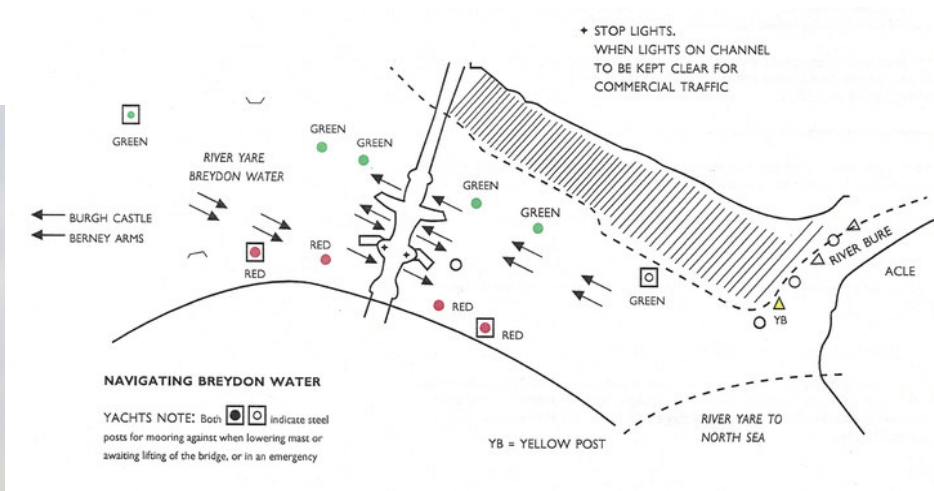 ✦ STOP LIGHTS.
WHEN LIGHTS ON CHANNEL
TO BE KEPT CLEAR FOR
COMMERCIAL TRAFFIC
GREEN
GREEN
GREEN
RIVER YARE
BREYDON WATER
GREEN
GREEN
BURGH CASTLE
BERNEY ARMS
RED
RED
GREEN
RED
RED
YB
RIVER BURE
ACLE
NAVIGATING BREYDON WATER
YACHTS NOTE: Both indicate steel
posts for mooring against when lowering mast or
awaiting lifting of the bridge, or in an emergency
YB = YELLOW POST
RIVER YARE TO
NORTH SEA